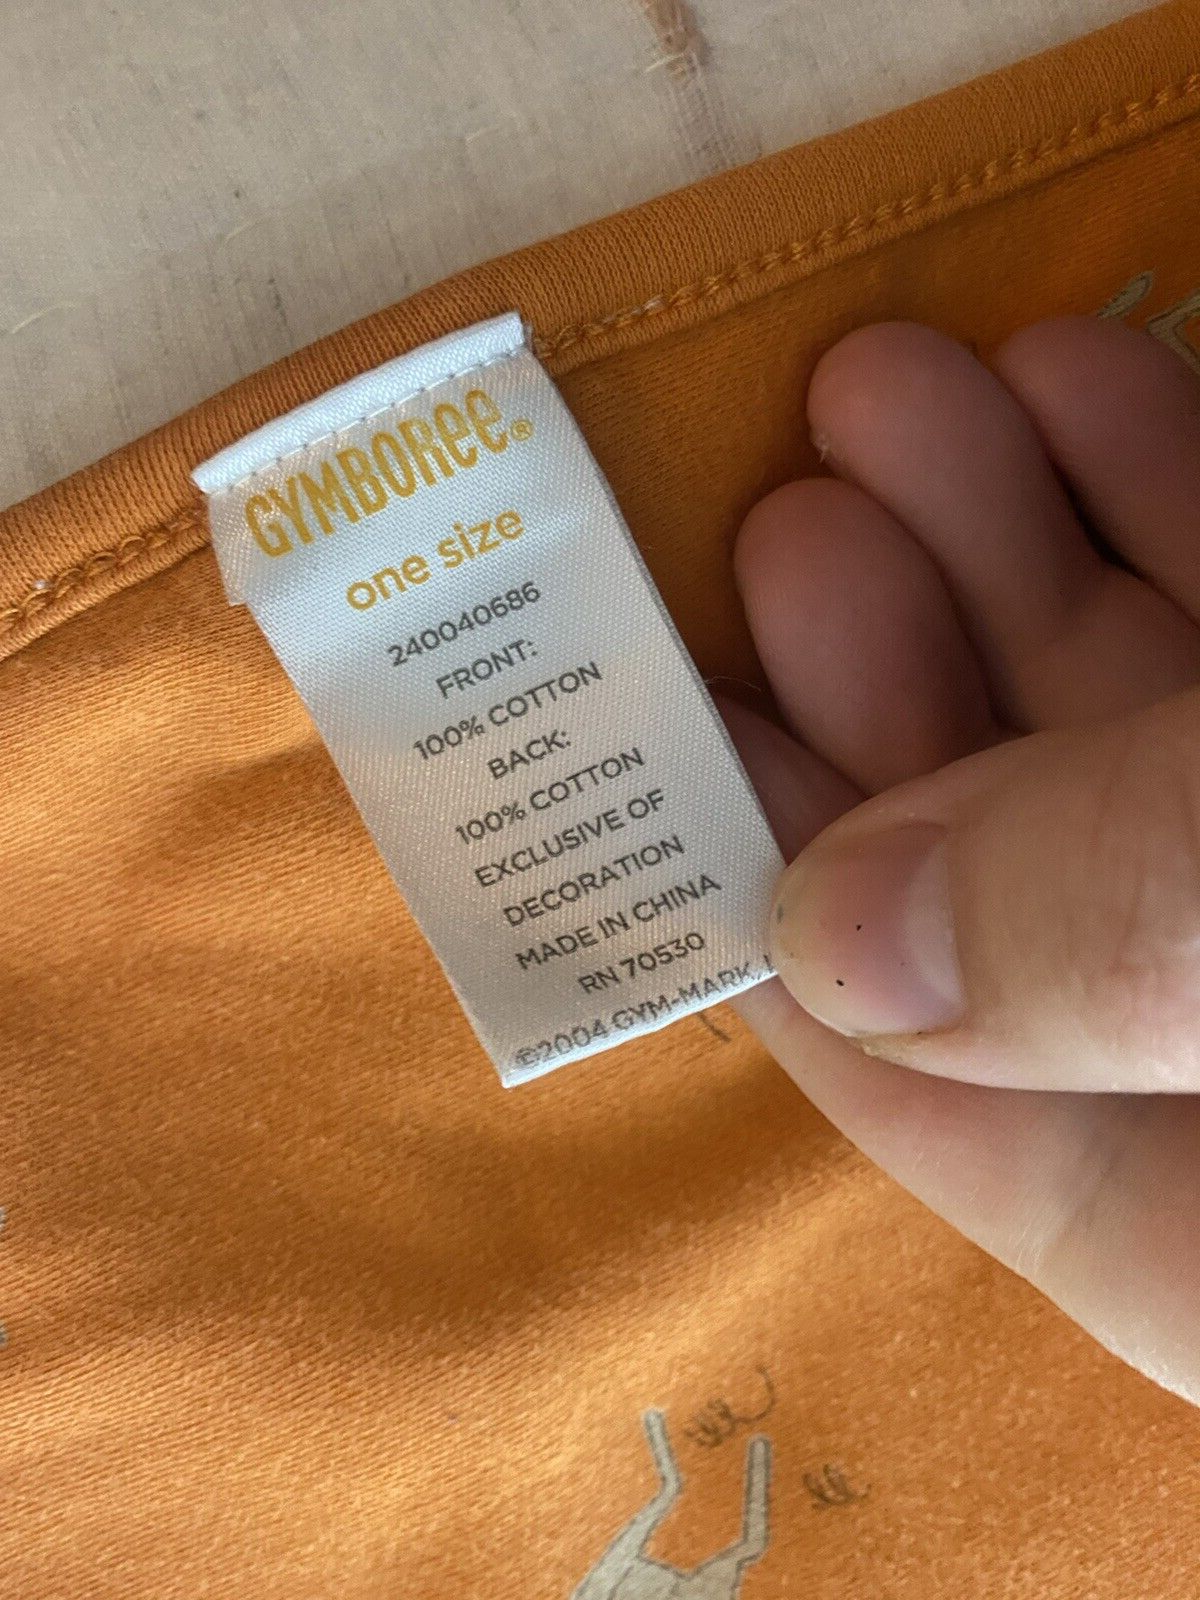 GYMBOREE®
one size
240040686
FRONT:
100% COTTON
BACK:
100% COTTON
EXCLUSIVE OF
DECORATION
MADE IN CHINA
RN 70530
©2004 GYM-MARK,